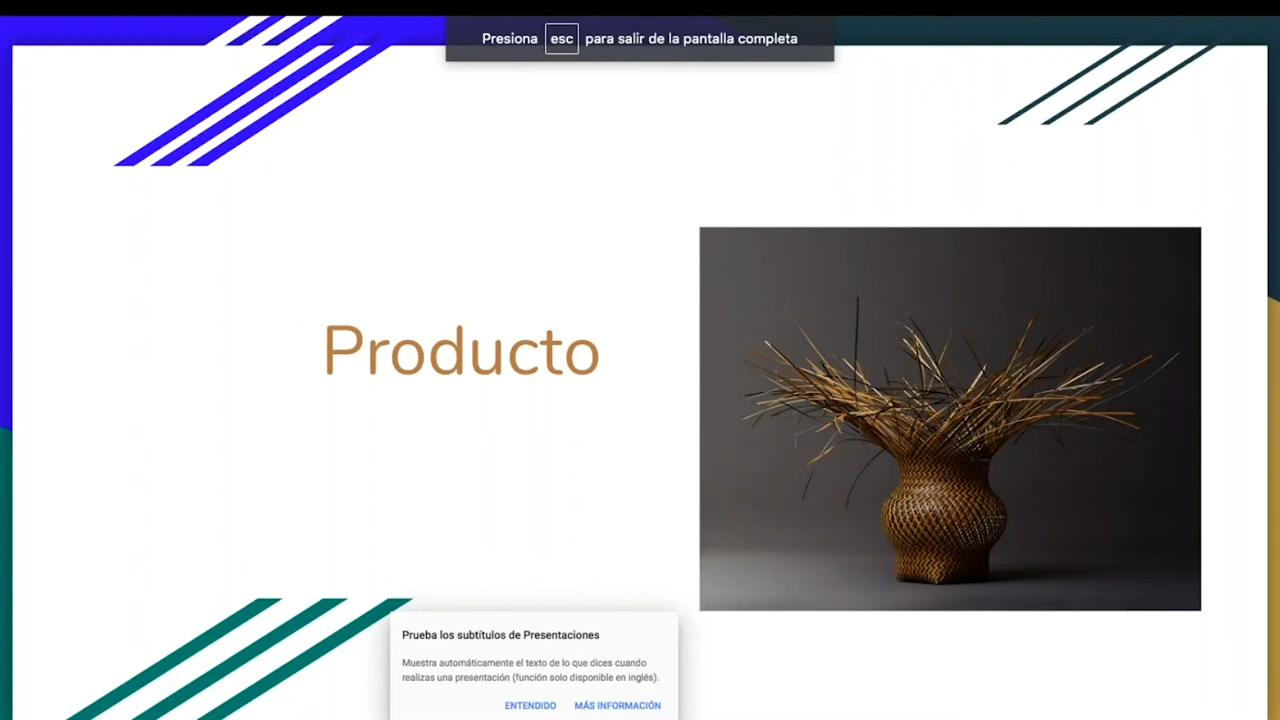 Presiona esc para salir de la pantalla completa
Producto
Prueba los subtítulos de Presentaciones
Muestra automáticamente el texto de lo que dices cuando
realizas una presentación (función solo disponible en inglés).
ENTENDIDO MÁS INFORMACIÓN